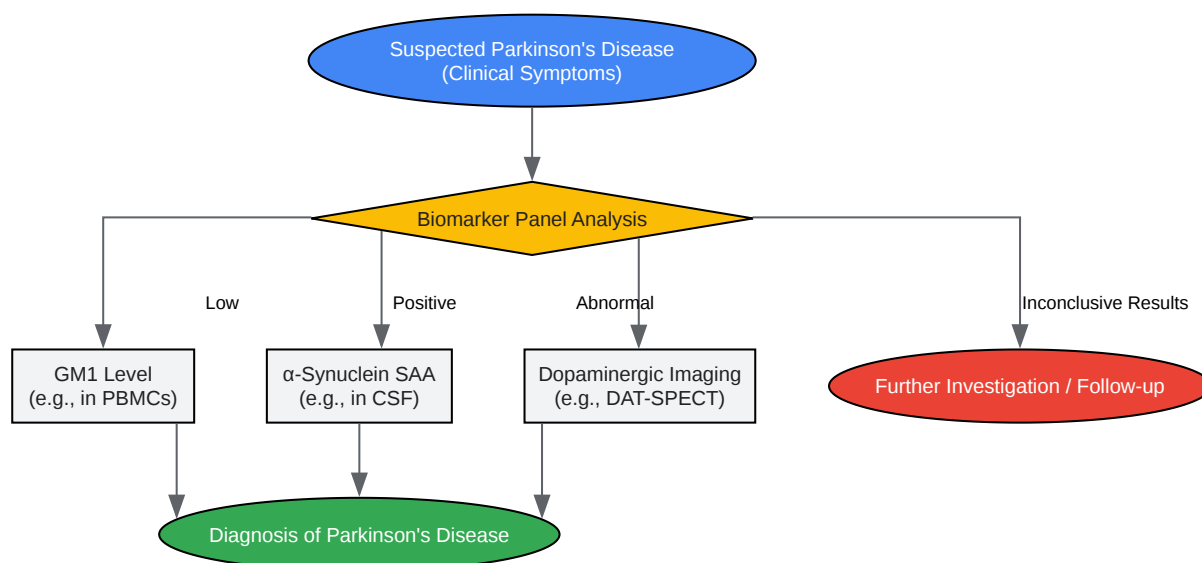 Suspected Parkinson's Disease
(Clinical Symptoms)
Biomarker Panel Analysis
Low
Positive
Abnormal
Inconclusive Results
GM1 Level
(e.g., in PBMCs)
α-Synuclein SAA
(e.g., in CSF)
Dopaminergic Imaging
(e.g., DAT-SPECT)
Further Investigation / Follow-up
Diagnosis of Parkinson's Disease